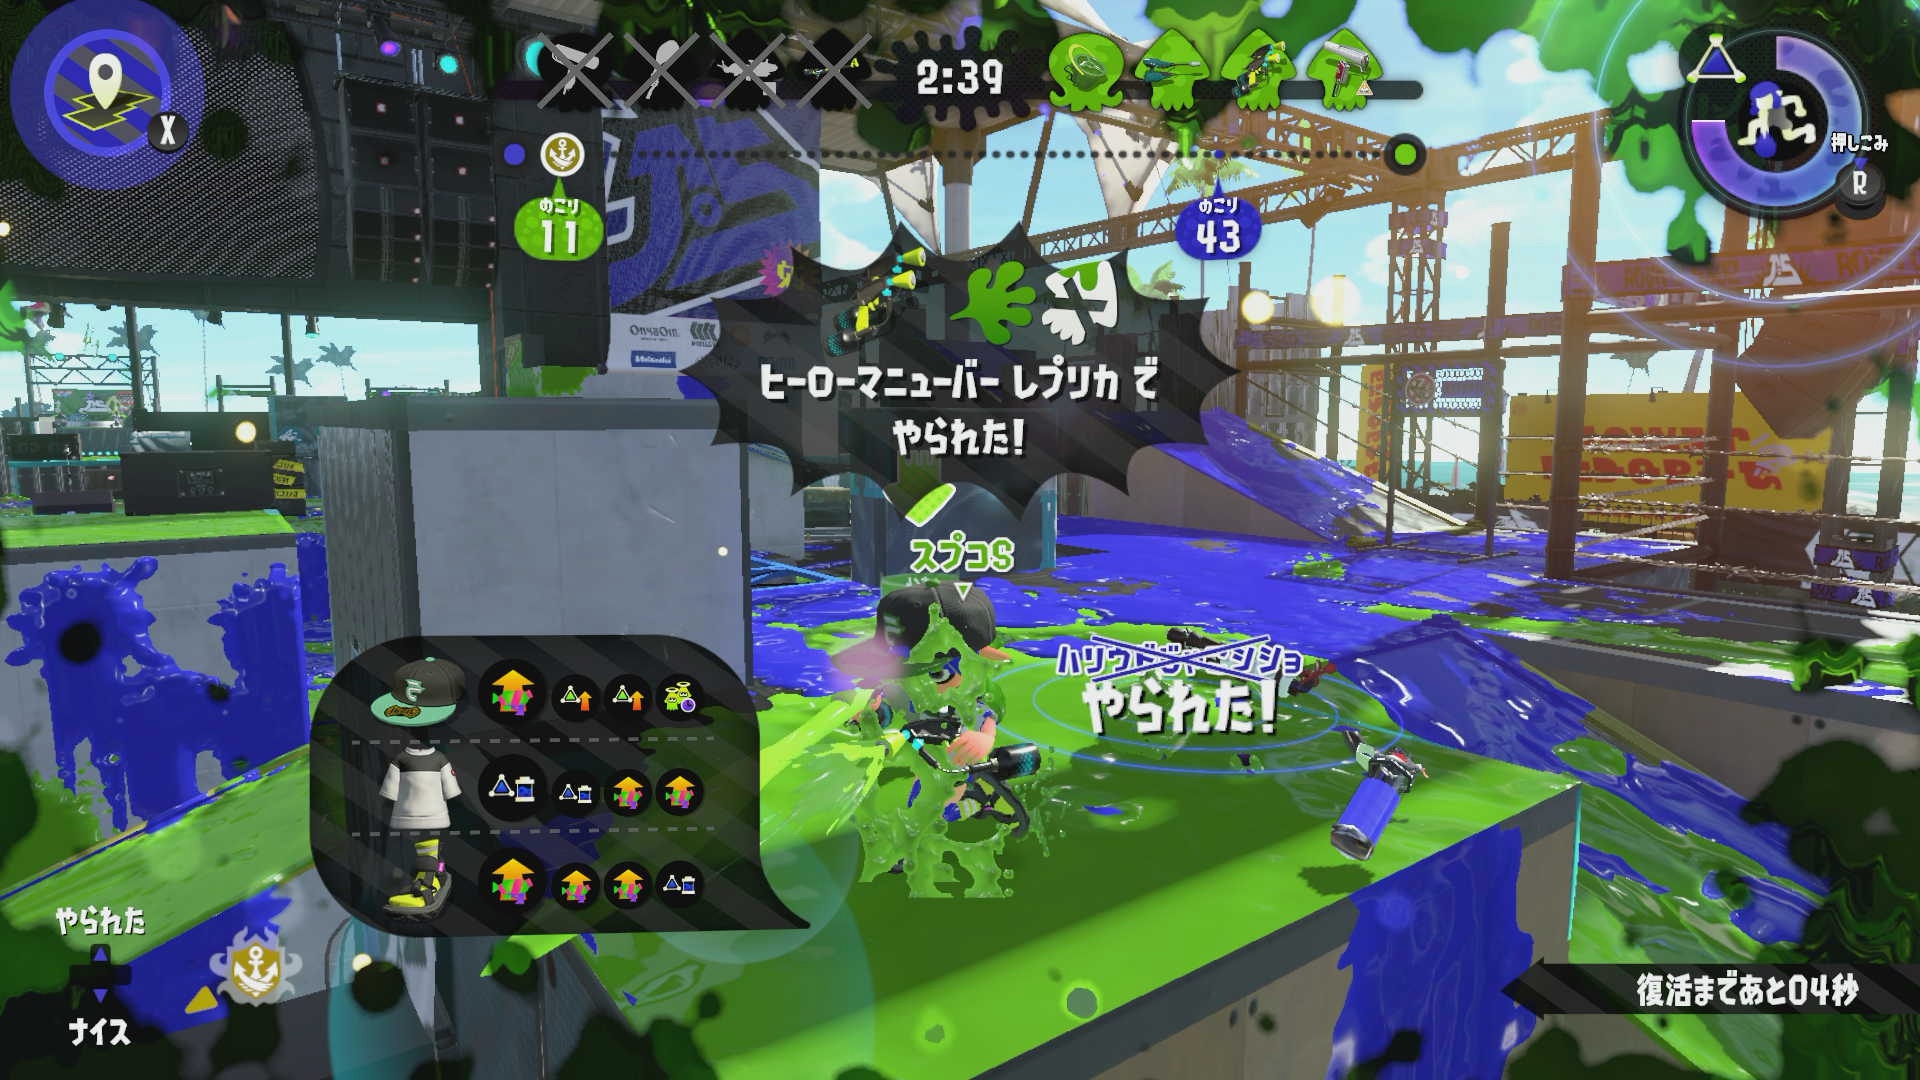 2:39
X
押しこみ
R
のこり
11
のこり
43
ヒーローマニューバー レプリカ で
やられた!
スプコS
やられた!
やられた
ナイス
復活まであと04秒